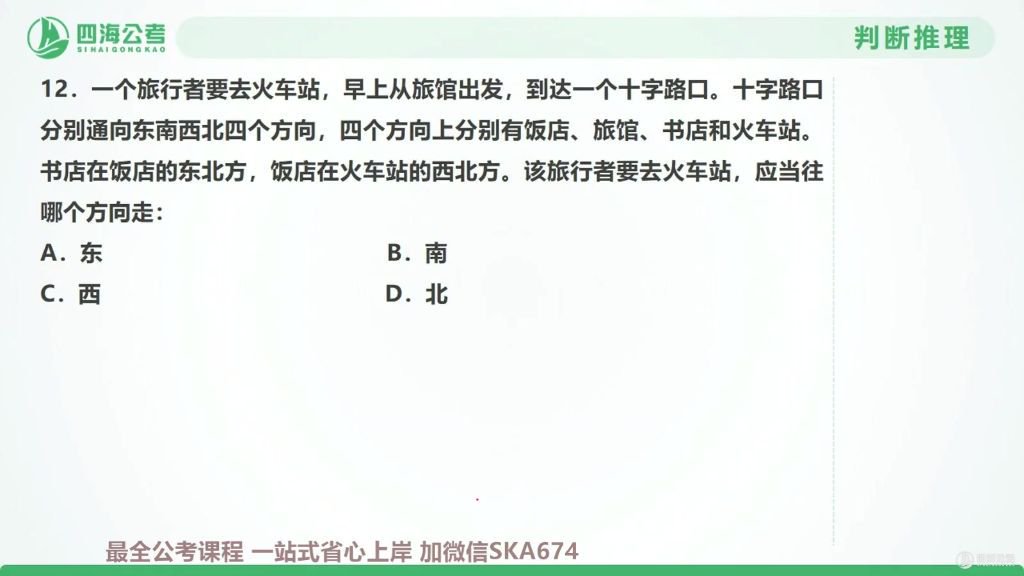 四海公考
SIHAIGONGKAO
判断推理
12．一个旅行者要去火车站，早上从旅馆出发，到达一个十字路口。十字路口
分别通向东南西北四个方向，四个方向上分别有饭店、旅馆、书店和火车站。
书店在饭店的东北方，饭店在火车站的西北方。该旅行者要去火车站，应当往
哪个方向走：
A．东
B．南
C．西
D．北
最全公考课程 一站式省心上岸 加微信SKA674